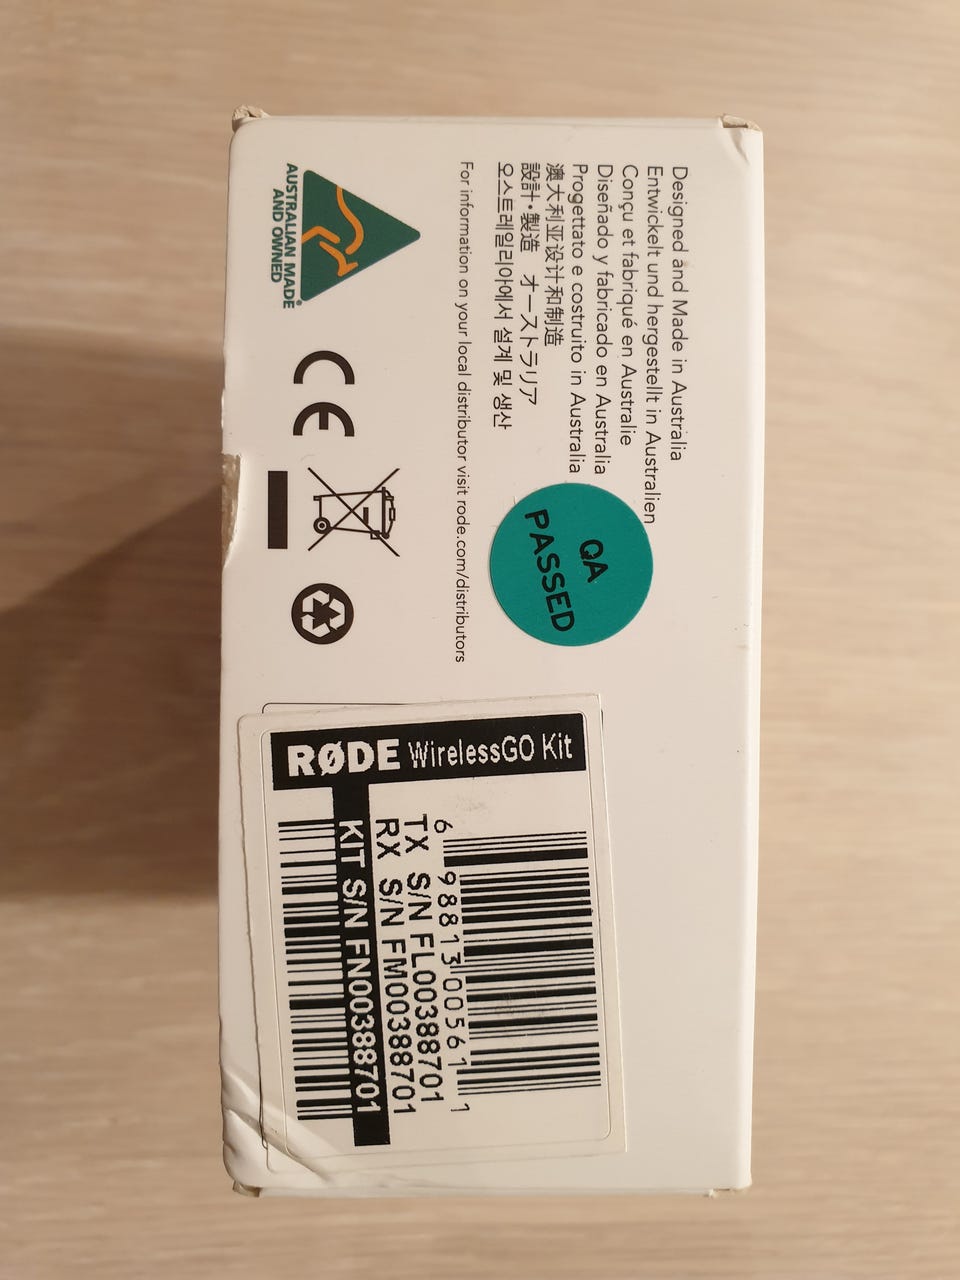 Designed and Made in Australia
Entwickelt und hergestellt in Australien
Conçu et fabriqué en Australie
Diseñado y fabricado en Australia
Progettato e costruito in Australia
澳大利亚设计和制造
設計・製造 オーストラリア
오스트레일리아에서 설계 및 생산
For information on your local distributor visit rode.com/distributors
AUSTRALIAN MADE
AND OWNED
CE
QA
PASSED
RØDE WirelessGO Kit
6 98813 00561 1
TX S/N FL00388701
RX S/N FM00388701
KIT S/N FN00388701